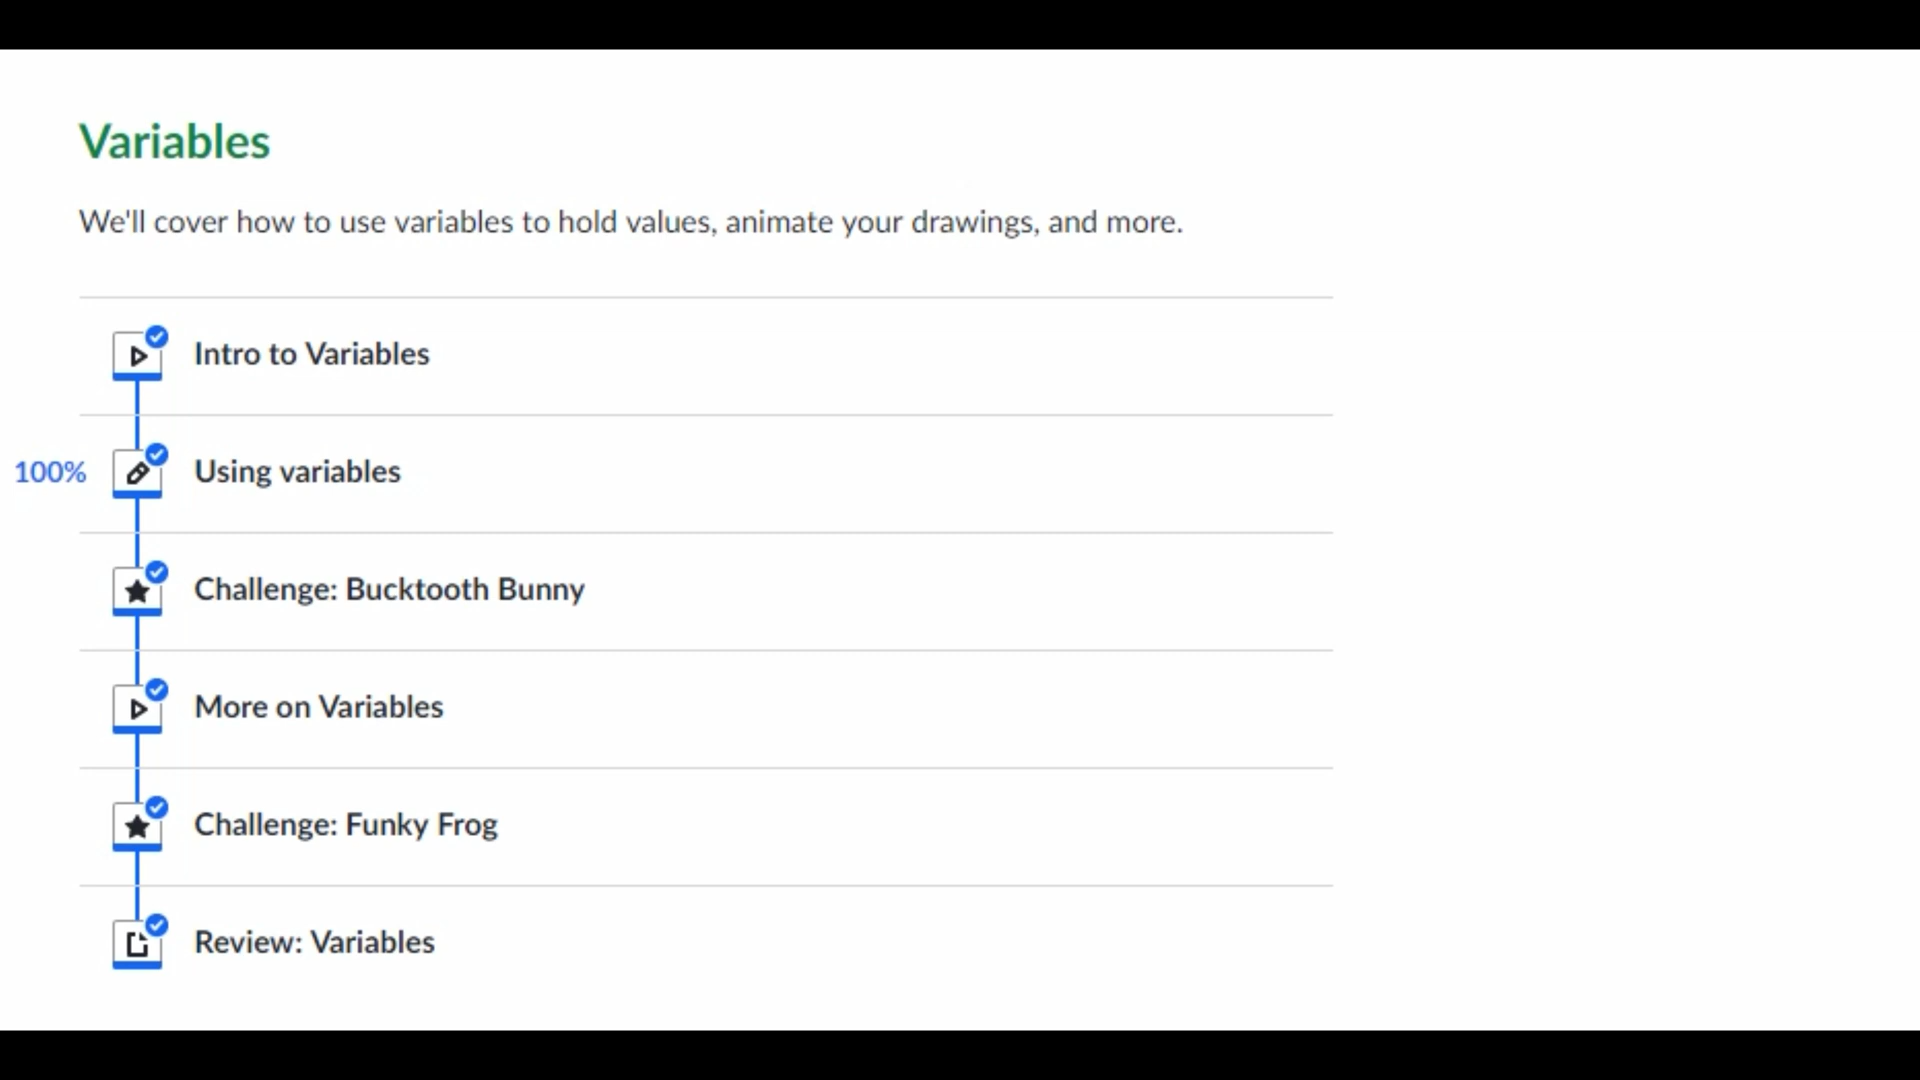 Variables
We'll cover how to use variables to hold values, animate your drawings, and more.
Intro to Variables
100% Using variables
Challenge: Bucktooth Bunny
More on Variables
Challenge: Funky Frog
Review: Variables